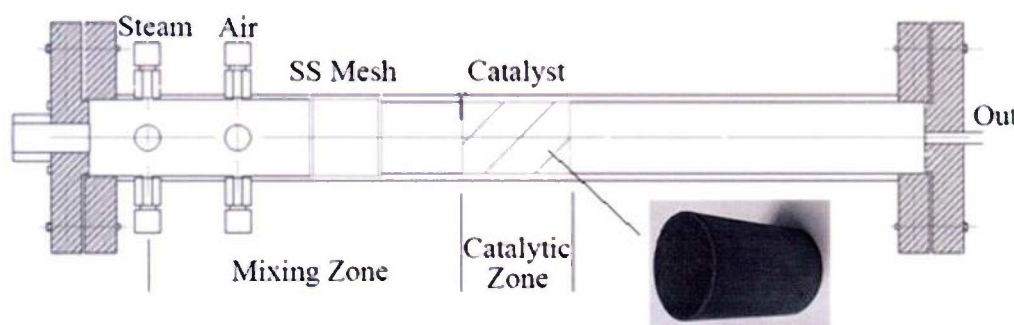 Steam Air
SS Mesh Catalyst
Out
Mixing Zone
Catalytic
Zone